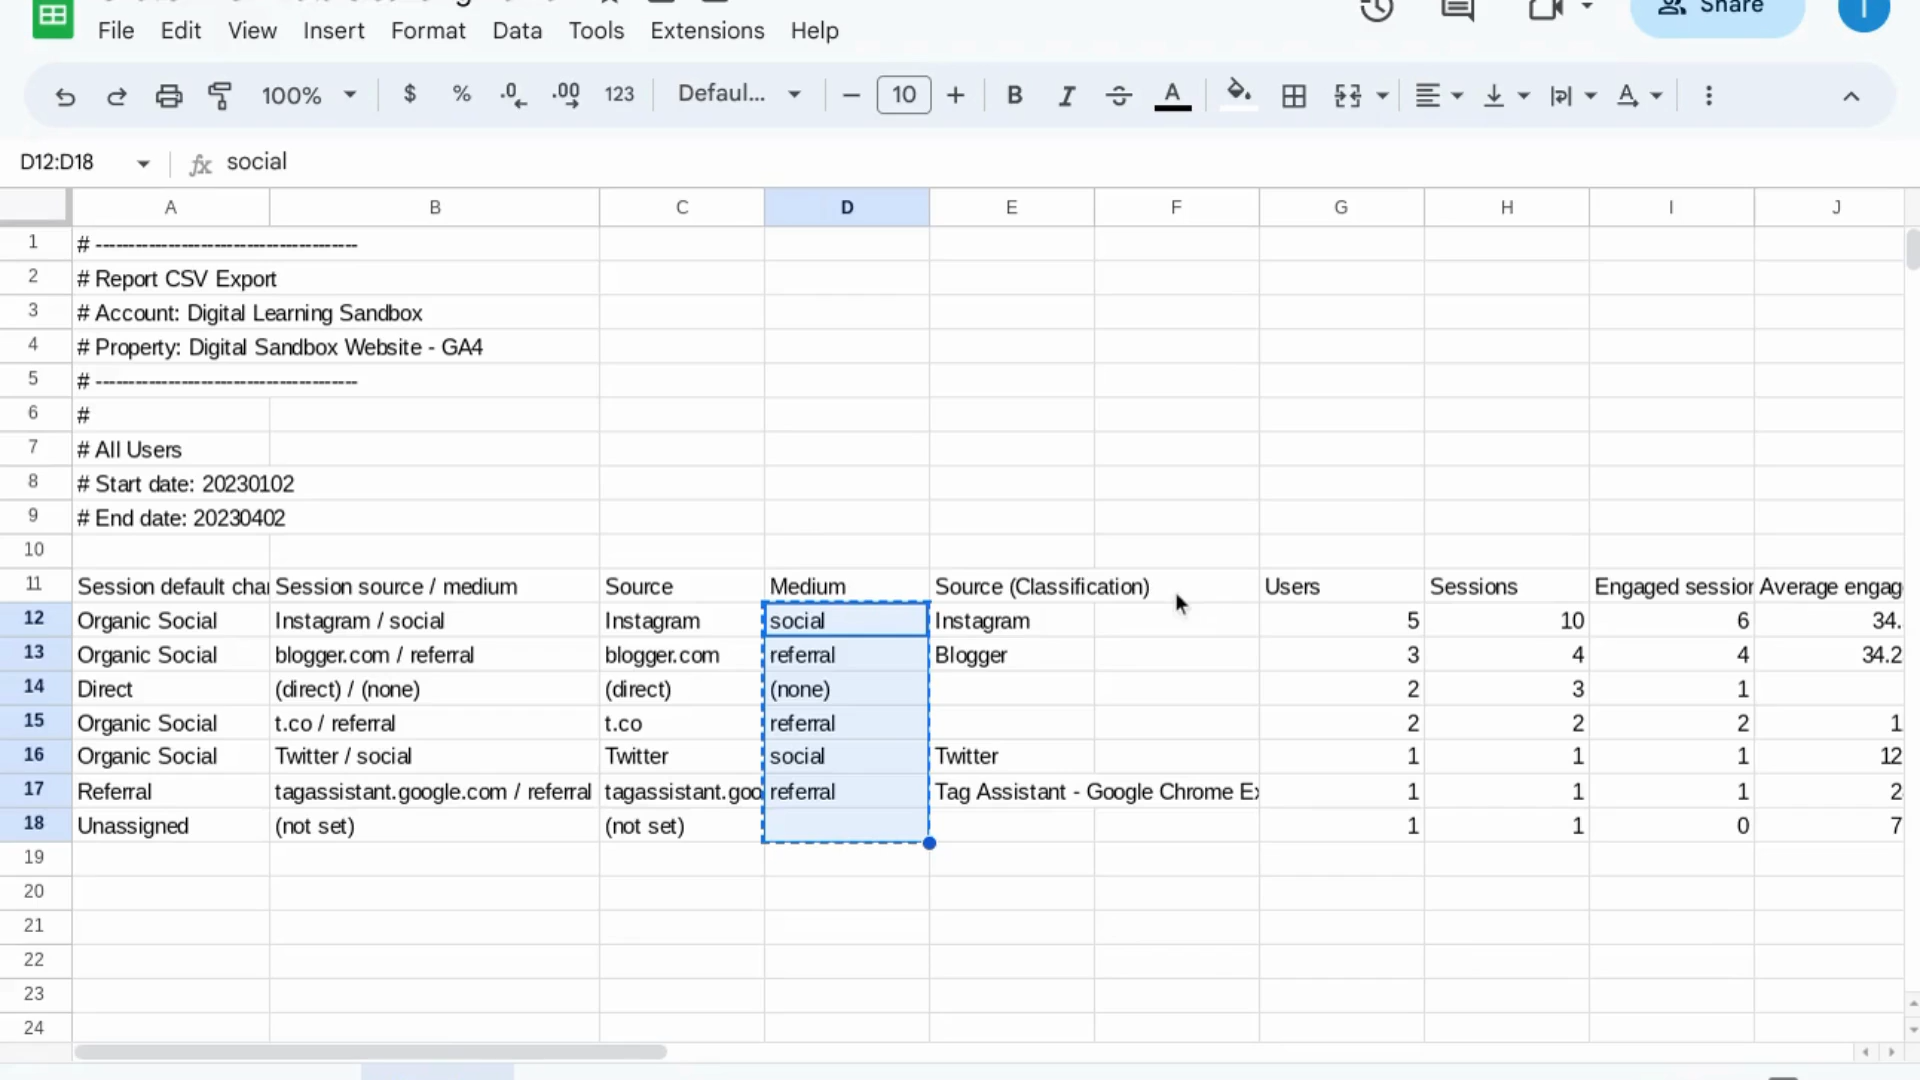 Share
File Edit View Insert Format Data Tools Extensions Help
100% $ % .0 .00 123 Defaul... 10 B I A
D12:D18 fx social
A B C D E F G H I J
1 # ---------------------------------------
2 # Report CSV Export
3 # Account: Digital Learning Sandbox
4 # Property: Digital Sandbox Website - GA4
5 # ---------------------------------------
6 #
7 # All Users
8 # Start date: 20230102
9 # End date: 20230402
10
11 Session default char Session source / medium Source Medium Source (Classification) Users Sessions Engaged session Average engag
12 Organic Social Instagram / social Instagram social Instagram 5 10 6 34.
13 Organic Social blogger.com / referral blogger.com referral Blogger 3 4 4 34.2
14 Direct (direct) / (none) (direct) (none) 2 3 1
15 Organic Social t.co / referral t.co referral 2 2 2 1
16 Organic Social Twitter / social Twitter social Twitter 1 1 1 12
17 Referral tagassistant.google.com / referral tagassistant.goo referral Tag Assistant - Google Chrome Ex 1 1 1 2
18 Unassigned (not set) (not set) 1 1 0 7
19
20
21
22
23
24